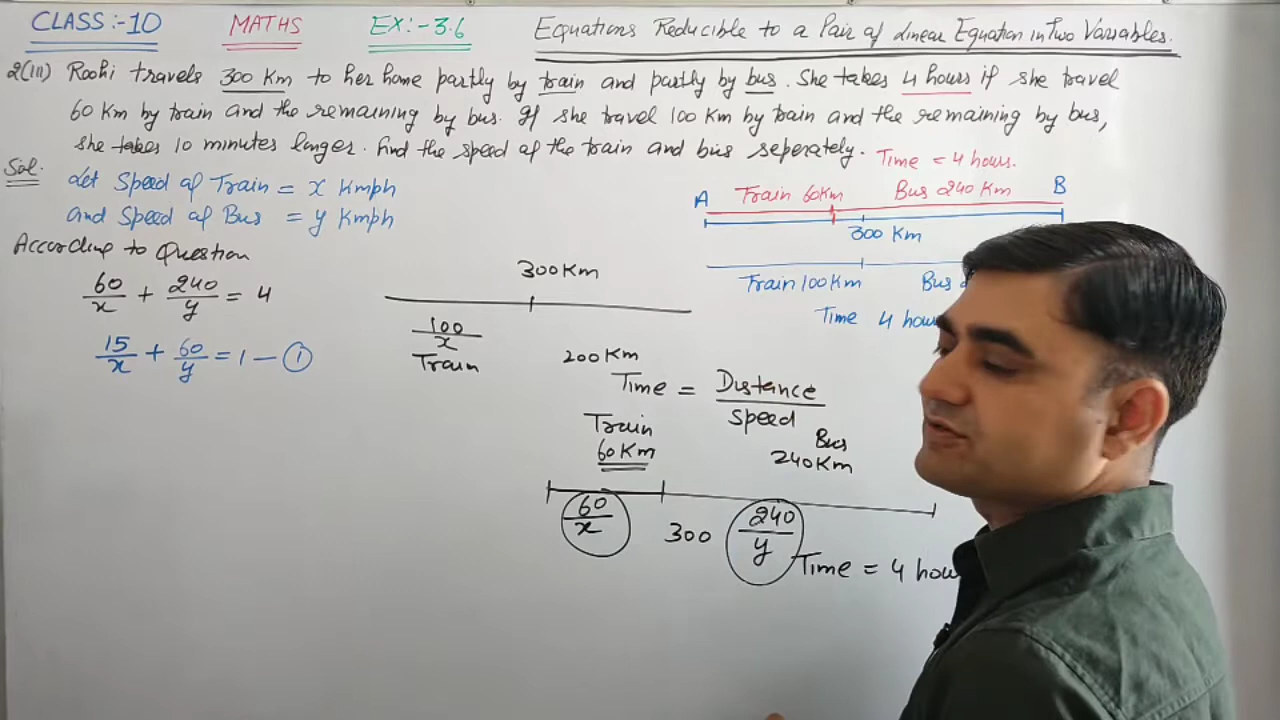 CLASS:-10 MATHS EX:-3.6 Equations Reducible to a Pair of Linear Equation in Two Variables.
2(iii) Roohi travels 300 Km to her home partly by train and partly by bus. She takes 4 hours if she travel
60 Km by train and the remaining by bus. If she travel 100 Km by train and the remaining by bus,
she takes 10 minutes longer. Find the speed of the train and bus seperately.
Time = 4 hours.
Sol.
Let Speed of Train = x Kmph
and Speed of Bus = y Kmph
A Train 60Km Bus 240 Km B
300 Km
According to Question
60/x + 240/y = 4
15/x + 60/y = 1 — ①
300Km
100/x
Train
200Km
Train 100Km Bus
Time 4 hou
Time = Distance/Speed
Train
60Km
Bus
240Km
60/x
300
240/y
Time = 4 hou